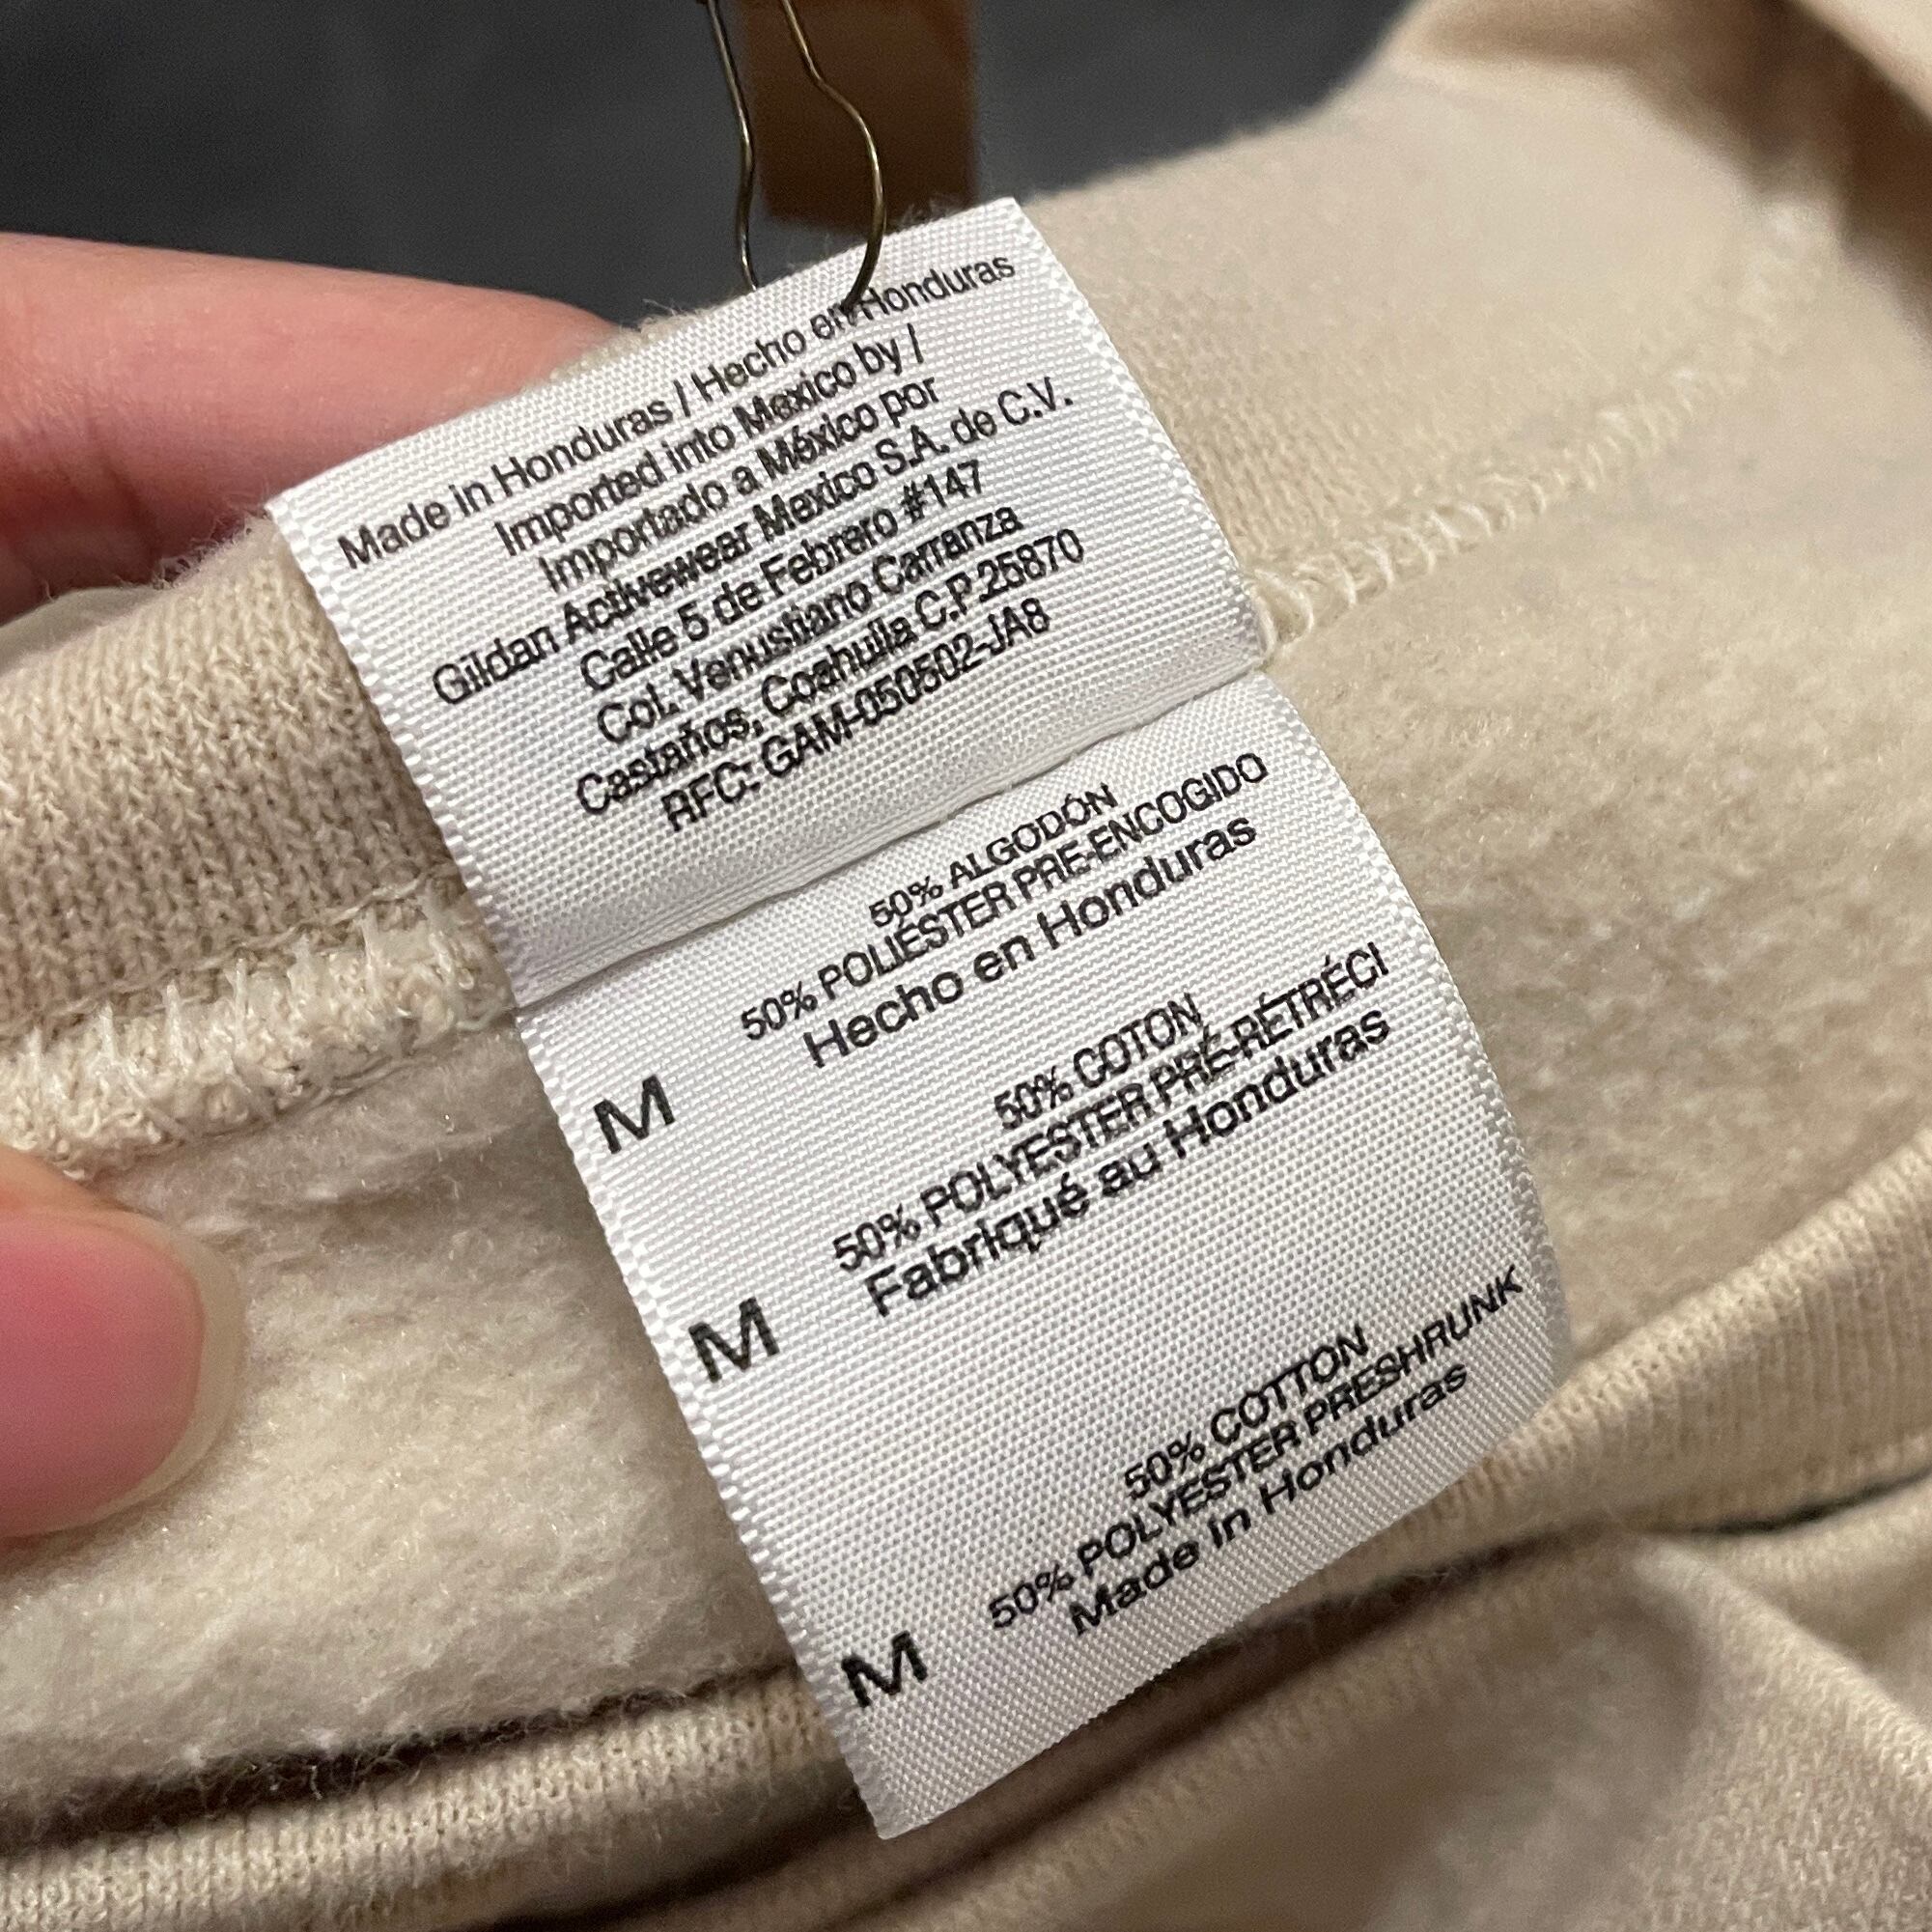 Made in Honduras / Hecho en Honduras
Imported into Mexico by /
Importado a México por
Gildan Activewear Mexico S.A. de C.V.
Calle 5 de Febrero #147
Col. Venustiano Carranza
Castaños, Coahuila C.P.25870
RFC: GAM-050502-JA8
50% ALGODÓN
50% POLIÉSTER PRE-ENCOGIDO
Hecho en Honduras
M
50% COTON
50% POLYESTER PRÉ-RÉTRÉCI
Fabriqué au Honduras
M
50% COTTON
50% POLYESTER PRESHRUNK
Made in Honduras
M